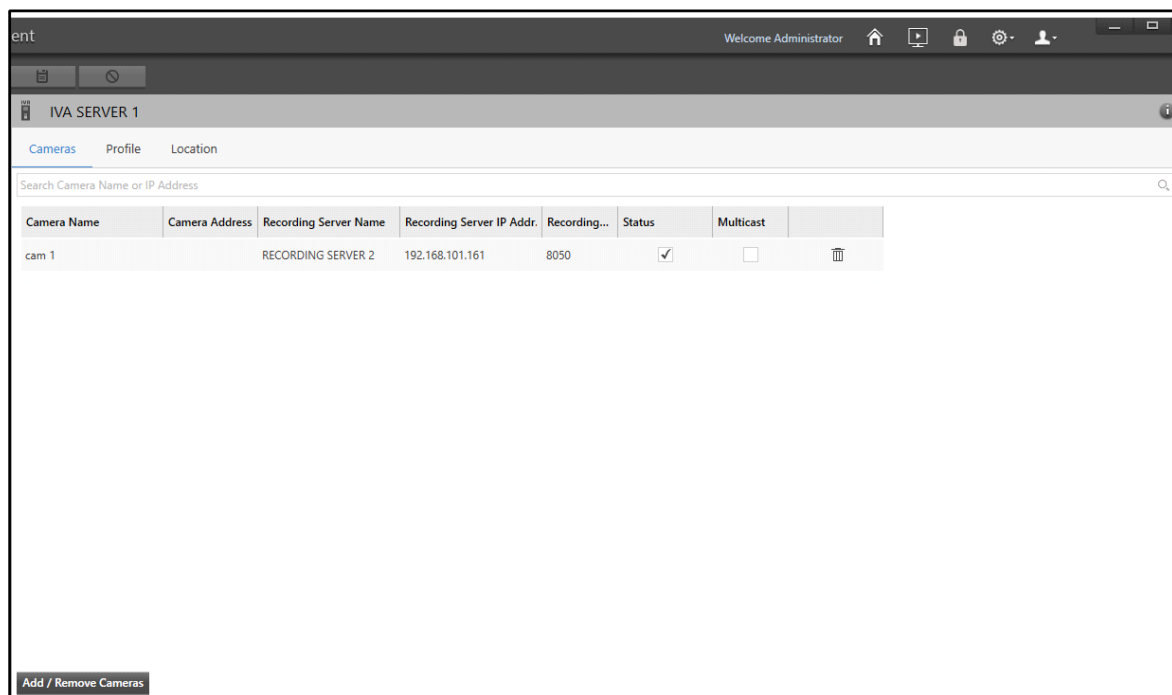 ent
Welcome Administrator
IVA SERVER 1
Cameras Profile Location
Search Camera Name or IP Address
Camera Name Camera Address Recording Server Name Recording Server IP Addr. Recording... Status Multicast
cam 1 RECORDING SERVER 2 192.168.101.161 8050
Add / Remove Cameras